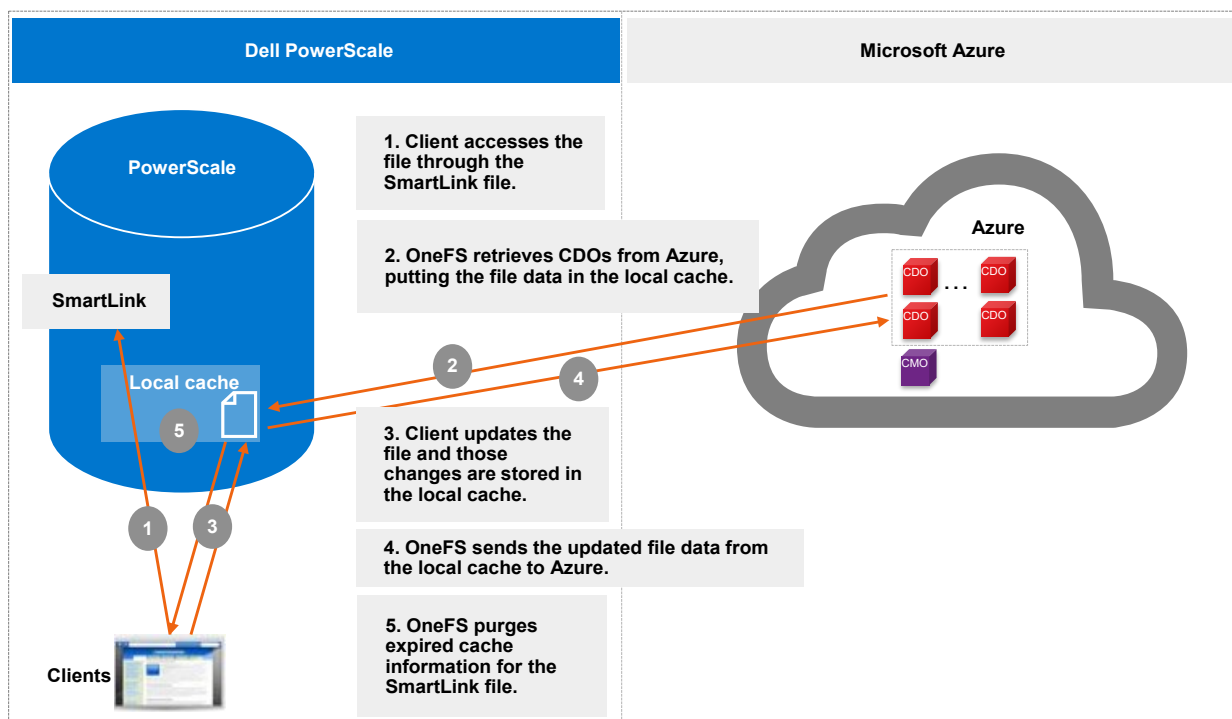 Dell PowerScale
Microsoft Azure
PowerScale
1. Client accesses the
file through the
SmartLink file.
2. OneFS retrieves CDOs from Azure,
putting the file data in the local cache.
Azure
CDO
...
CDO
CDO
CDO
CMO
SmartLink
2
4
Local cache
5
3. Client updates the
file and those
changes are stored in
the local cache.
1
3
4. OneFS sends the updated file data from
the local cache to Azure.
5. OneFS purges
expired cache
information for the
SmartLink file.
Clients